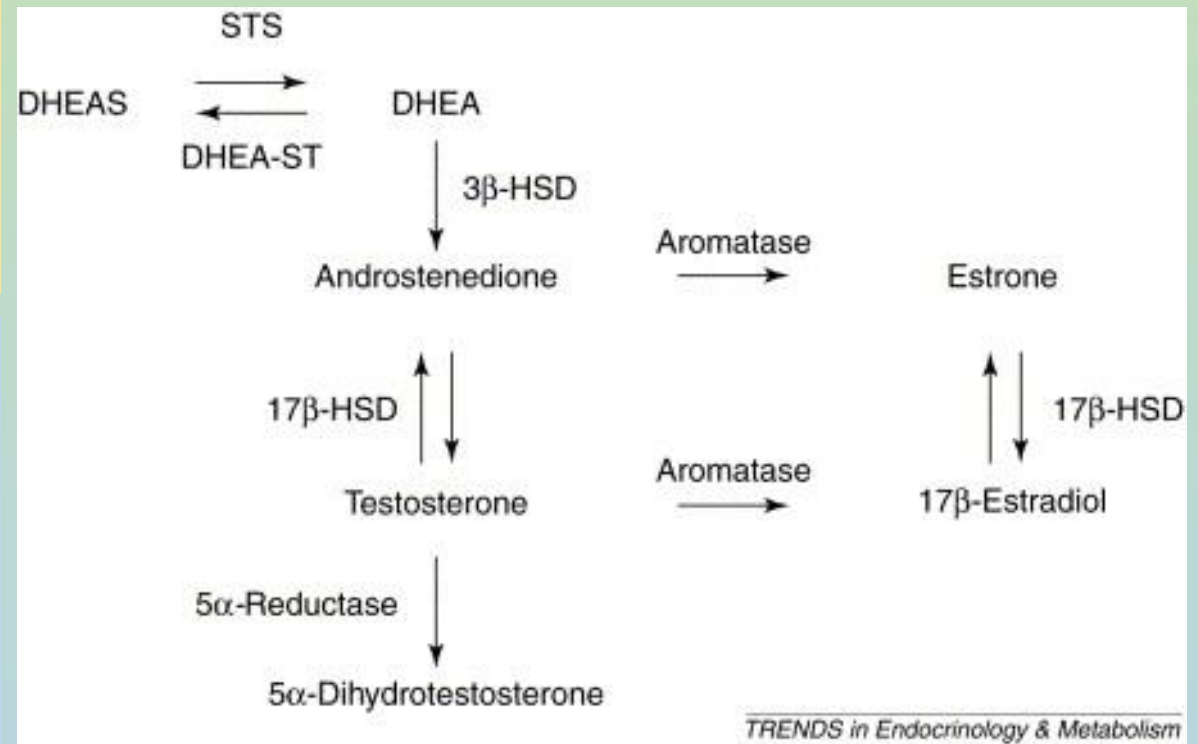 STS
DHEAS
DHEA
DHEA-ST
3β-HSD
Aromatase
Androstenedione
Estrone
17β-HSD
17β-HSD
Aromatase
Testosterone
17β-Estradiol
5α-Reductase
5α-Dihydrotestosterone
TRENDS in Endocrinology & Metabolism